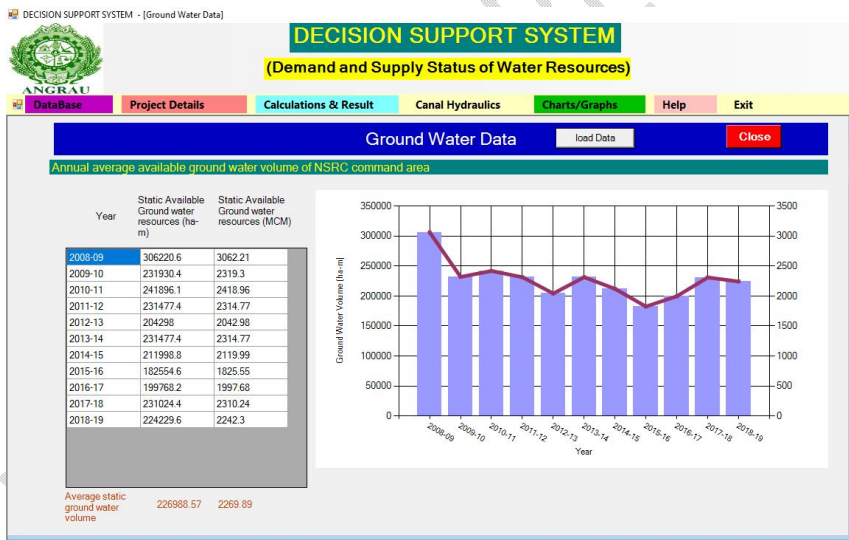 DECISION SUPPORT SYSTEM - [Ground Water Data]
DECISION SUPPORT SYSTEM
(Demand and Supply Status of Water Resources)
ANGRAU
DataBase Project Details Calculations & Result Canal Hydraulics Charts/Graphs Help Exit
Ground Water Data load Data Close
Annual average available ground water volume of NSRC command area
Year
Static Available
Ground water
resources (ha-
m)
Static Available
Ground water
resources (MCM)
2008-09 306220.6 3062.21
2009-10 231930.4 2319.3
2010-11 241896.1 2418.96
2011-12 231477.4 2314.77
2012-13 204298 2042.98
2013-14 231477.4 2314.77
2014-15 211998.8 2119.99
2015-16 182554.6 1825.55
2016-17 199768.2 1997.68
2017-18 231024.4 2310.24
2018-19 224229.6 2242.3
Average static
ground water
volume
226988.57 2269.89
Ground Water Volume [ha-m]
350000 3500
300000 3000
250000 2500
200000 2000
150000 1500
100000 1000
50000 500
0 0
2008-09 2009-10 2010-11 2011-12 2012-13 2013-14 2014-15 2015-16 2016-17 2017-18 2018-19
Year